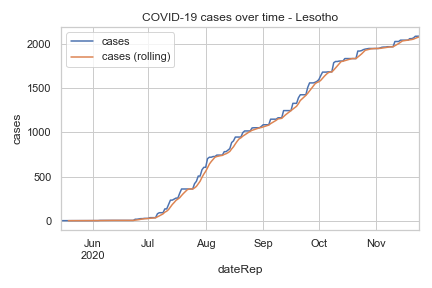 COVID-19 cases over time - Lesotho
cases
cases (rolling)
2000
1500
1000
500
0
cases
Jun
2020
Jul
Aug
Sep
Oct
Nov
dateRep